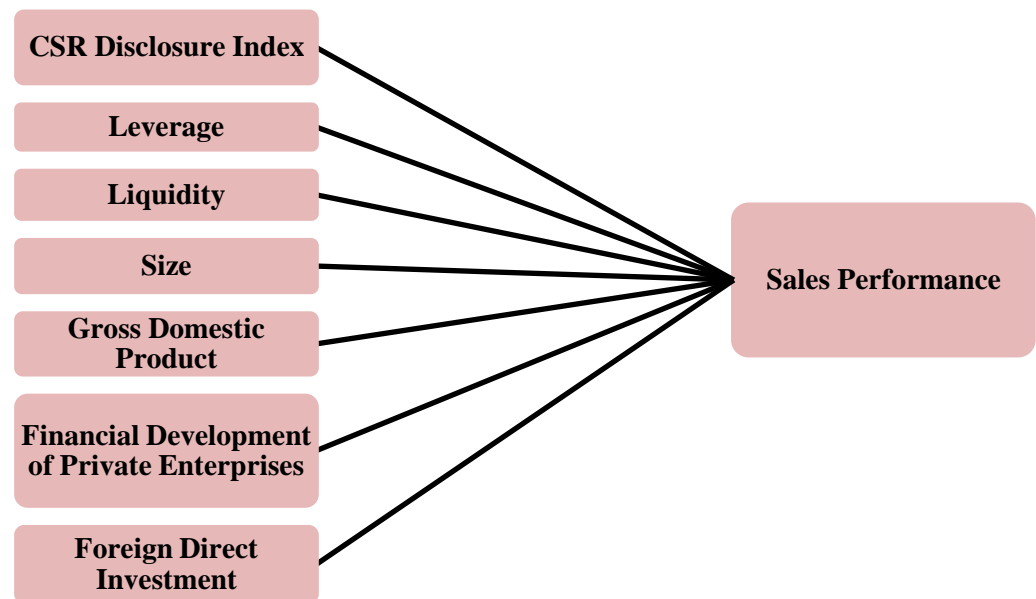 CSR Disclosure Index
Leverage
Liquidity
Size
Gross Domestic
Product
Financial Development
of Private Enterprises
Foreign Direct
Investment
Sales Performance